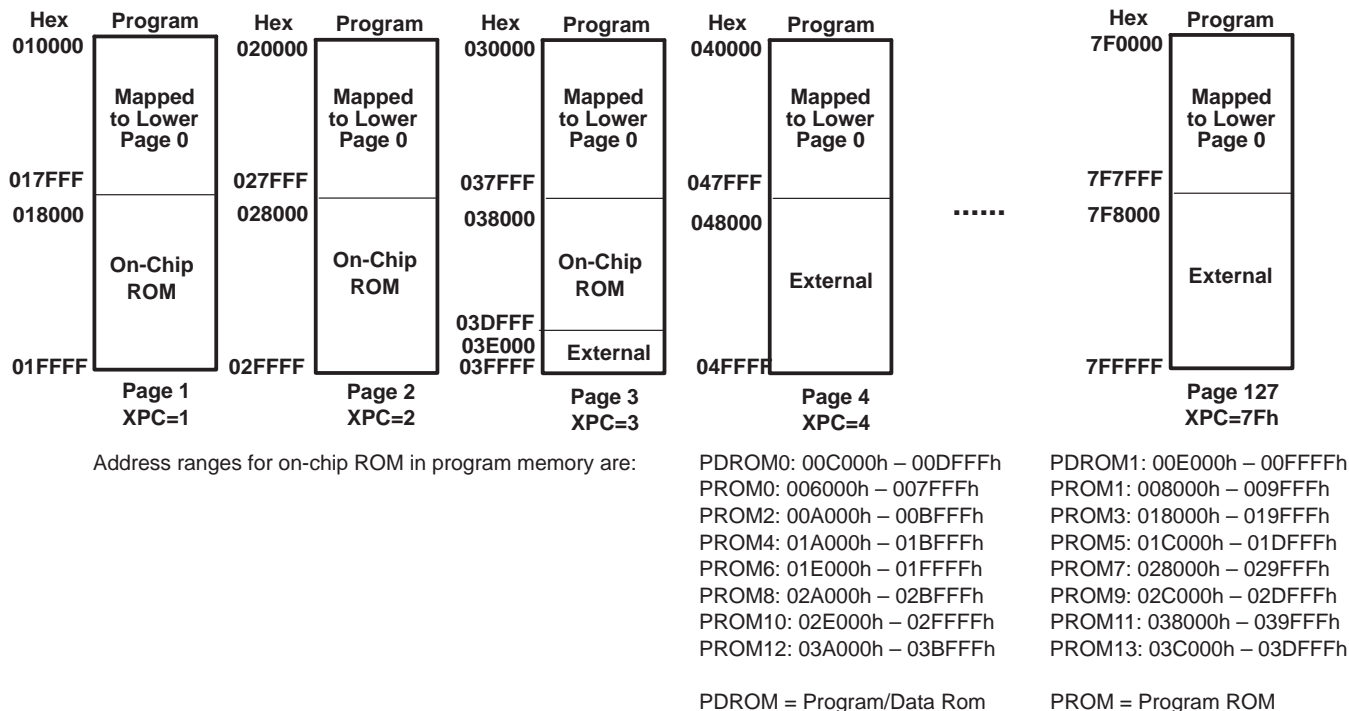 Hex Program
010000
Mapped
to Lower
Page 0
017FFF
018000
On-Chip
ROM
01FFFF
Page 1
XPC=1
Hex Program
020000
Mapped
to Lower
Page 0
027FFF
028000
On-Chip
ROM
02FFFF
Page 2
XPC=2
Hex Program
030000
Mapped
to Lower
Page 0
037FFF
038000
On-Chip
ROM
03DFFF
03E000
External
03FFFF
Page 3
XPC=3
Hex Program
040000
Mapped
to Lower
Page 0
047FFF
048000
External
04FFFF
Page 4
XPC=4
......
Hex Program
7F0000
Mapped
to Lower
Page 0
7F7FFF
7F8000
External
7FFFFF
Page 127
XPC=7Fh
Address ranges for on-chip ROM in program memory are: PDROM0: 00C000h – 00DFFFh PDROM1: 00E000h – 00FFFFh
PROM0: 006000h – 007FFFh PROM1: 008000h – 009FFFh
PROM2: 00A000h – 00BFFFh PROM3: 018000h – 019FFFh
PROM4: 01A000h – 01BFFFh PROM5: 01C000h – 01DFFFh
PROM6: 01E000h – 01FFFFh PROM7: 028000h – 029FFFh
PROM8: 02A000h – 02BFFFh PROM9: 02C000h – 02DFFFh
PROM10: 02E000h – 02FFFFh PROM11: 038000h – 039FFFh
PROM12: 03A000h – 03BFFFh PROM13: 03C000h – 03DFFFh
PDROM = Program/Data Rom PROM = Program ROM